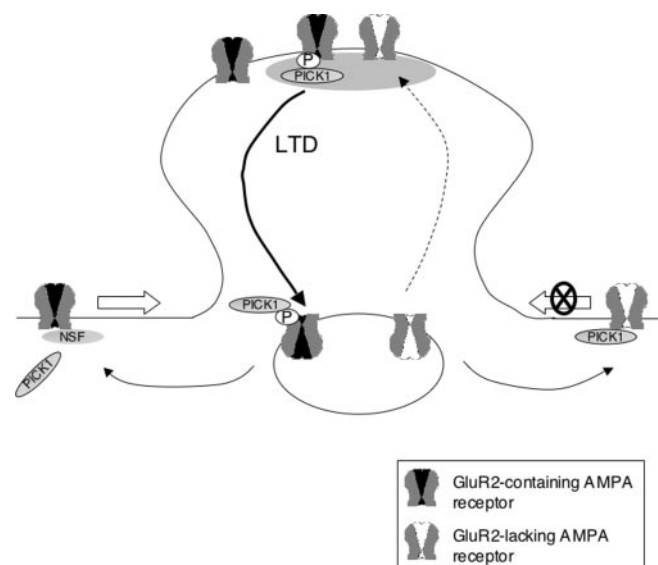 P
PICK1
LTD
PICK1
P
NSF
PICK1
X
PICK1
GluR2-containing AMPA
receptor
GluR2-lacking AMPA
receptor